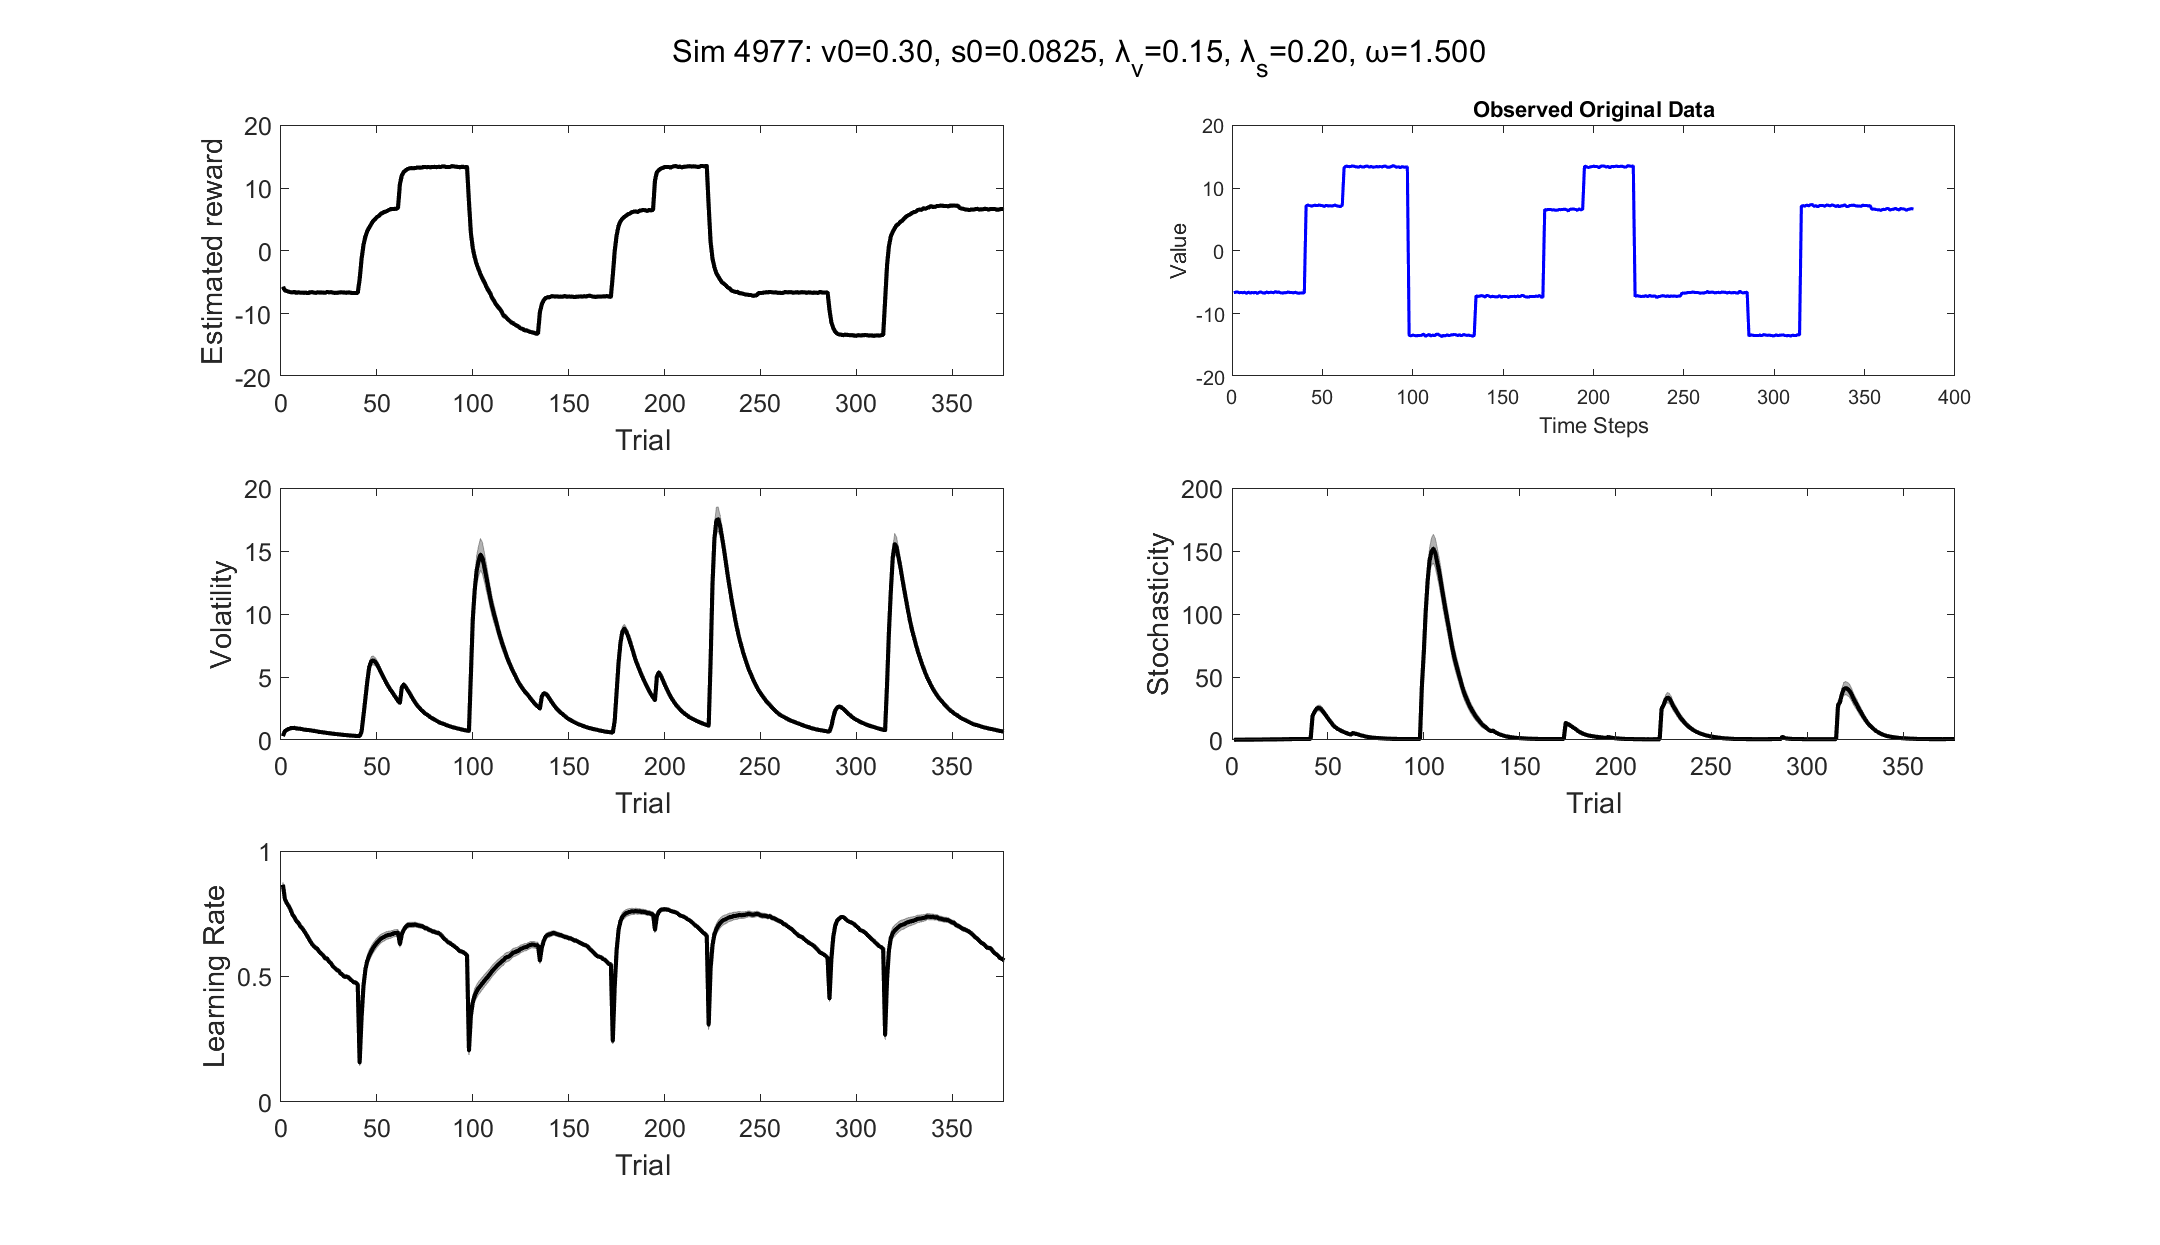 Sim 4977: v0=0.30, s0=0.0825, λ_v=0.15, λ_s=0.20, ω=1.500
Estimated reward
20
10
0
-10
-20
0 50 100 150 200 250 300 350
Trial
Observed Original Data
Value
20
10
0
-10
-20
0 50 100 150 200 250 300 350 400
Time Steps
Volatility
20
15
10
5
0
0 50 100 150 200 250 300 350
Trial
Stochasticity
200
150
100
50
0
0 50 100 150 200 250 300 350
Trial
Learning Rate
1
0.5
0
0 50 100 150 200 250 300 350
Trial